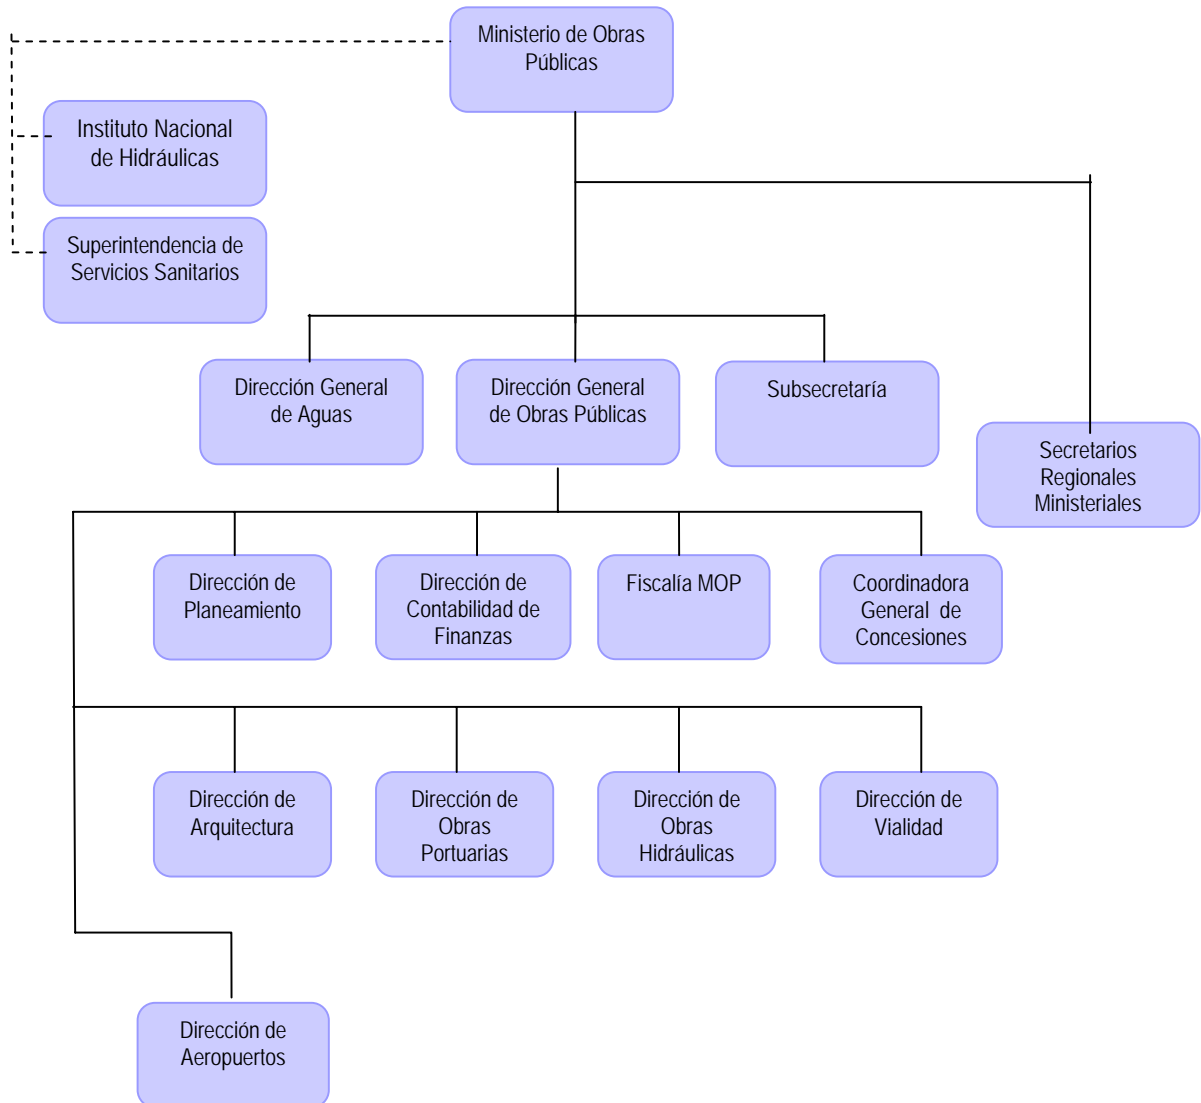 Ministerio de Obras
Públicas
Instituto Nacional
de Hidráulicas
Superintendencia de
Servicios Sanitarios
Dirección General
de Aguas
Dirección General
de Obras Públicas
Subsecretaría
Secretarios
Regionales
Ministeriales
Dirección de
Planeamiento
Dirección de
Contabilidad de
Finanzas
Fiscalía MOP
Coordinadora
General de
Concesiones
Dirección de
Arquitectura
Dirección de
Obras
Portuarias
Dirección de
Obras
Hidráulicas
Dirección de
Vialidad
Dirección de
Aeropuertos